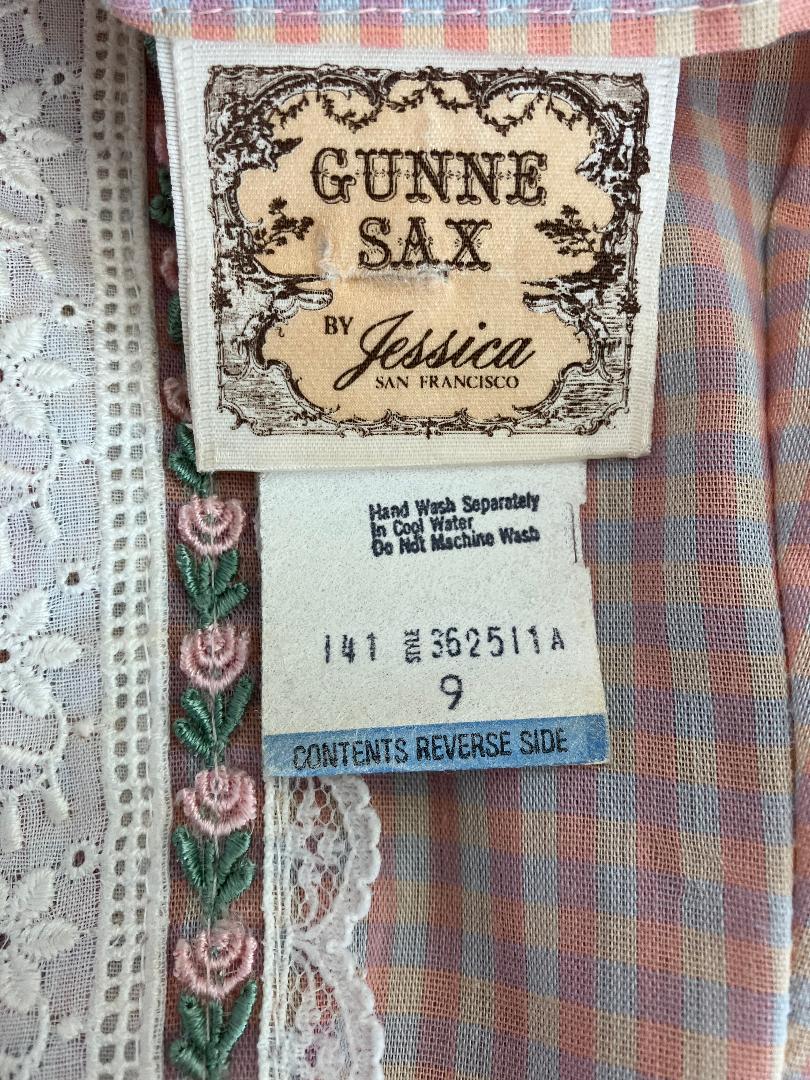 GUNNE
SAX
BY Jessica
SAN FRANCISCO
Hand Wash Separately
In Cool Water
Do Not Machine Wash
141 STYLE 362511A
9
CONTENTS REVERSE SIDE